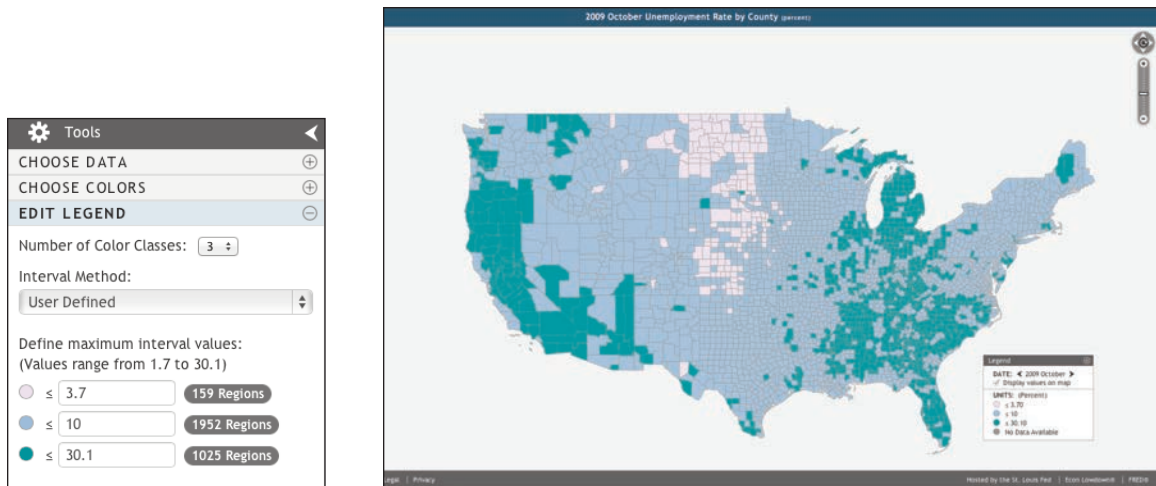 Tools
CHOOSE DATA
CHOOSE COLORS
EDIT LEGEND
Number of Color Classes: 3
Interval Method:
User Defined
Define maximum interval values:
(Values range from 1.7 to 30.1)
≤ 3.7 159 Regions
≤ 10 1952 Regions
≤ 30.1 1025 Regions
2009 October Unemployment Rate by County (percent)
Legend
DATE: 2009 October
Display values on map
UNITS: (Percent)
≤ 3.70
≤ 10
≤ 30.10
No Data Available
Legal | Privacy
Hosted by the St. Louis Fed | Econ Lowdown® | FRED®